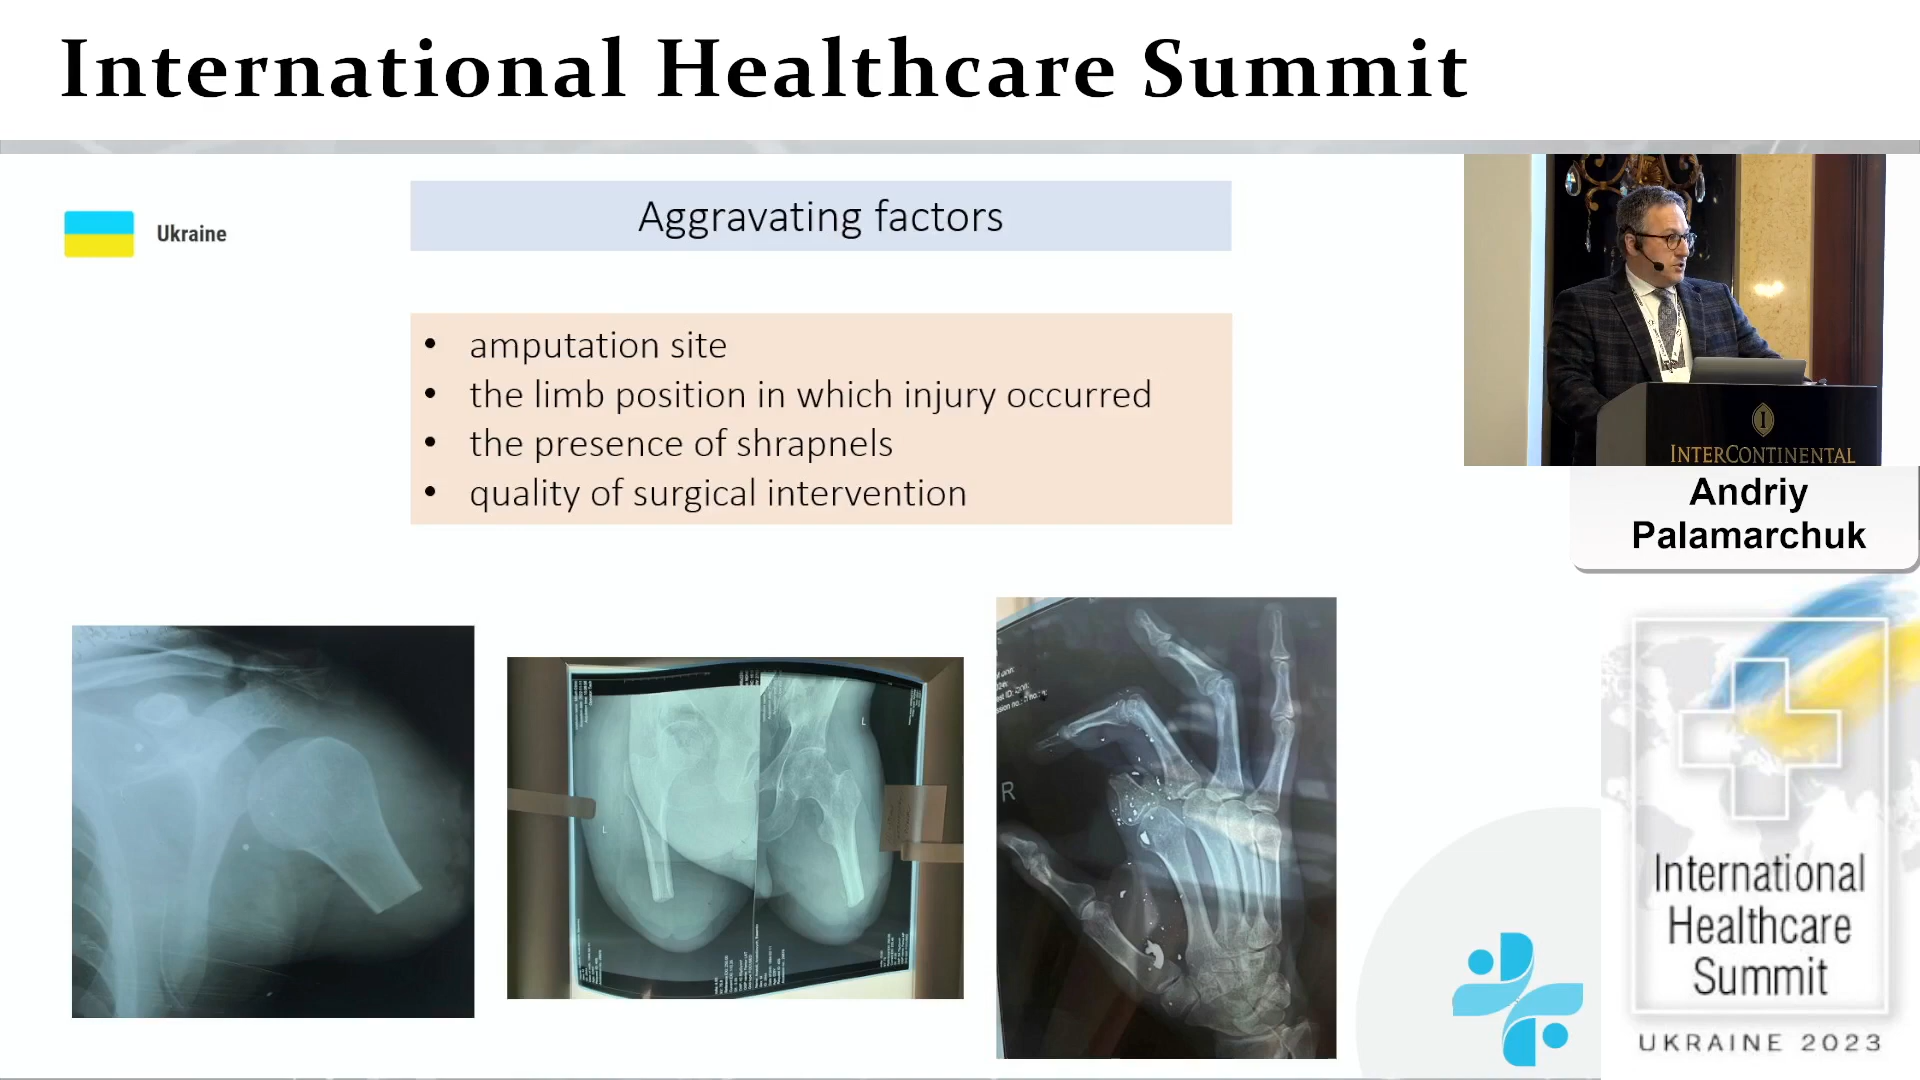 International Healthcare Summit
Ukraine
Aggravating factors
• amputation site
• the limb position in which injury occurred
• the presence of shrapnels
• quality of surgical intervention
INTERCONTINENTAL
Andriy
Palamarchuk
L
L
R
International
Healthcare
Summit
UKRAINE 2023